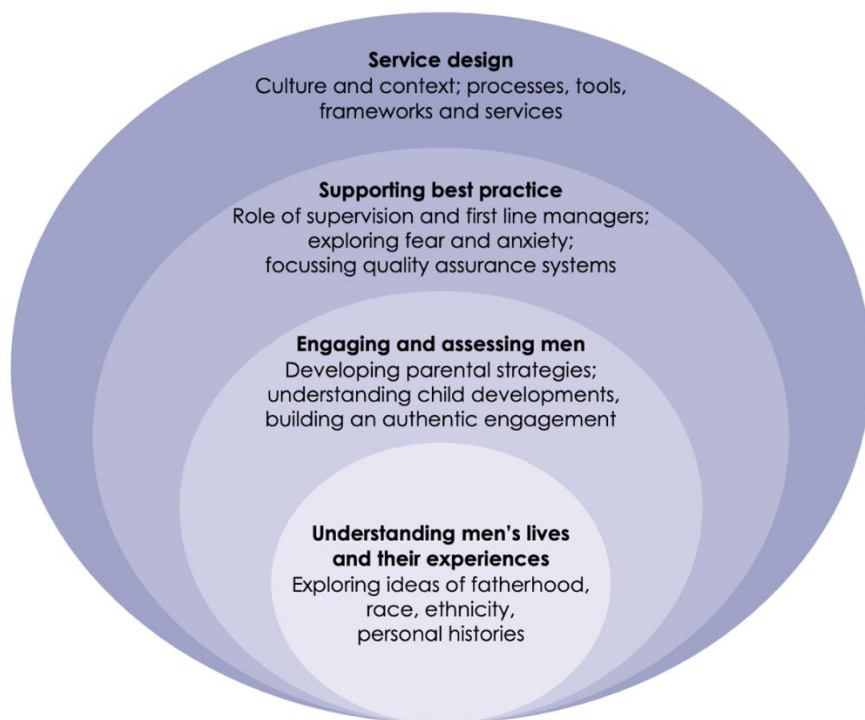 Service design
Culture and context; processes, tools,
frameworks and services
Supporting best practice
Role of supervision and first line managers;
exploring fear and anxiety;
focussing quality assurance systems
Engaging and assessing men
Developing parental strategies;
understanding child developments,
building an authentic engagement
Understanding men’s lives
and their experiences
Exploring ideas of fatherhood,
race, ethnicity,
personal histories